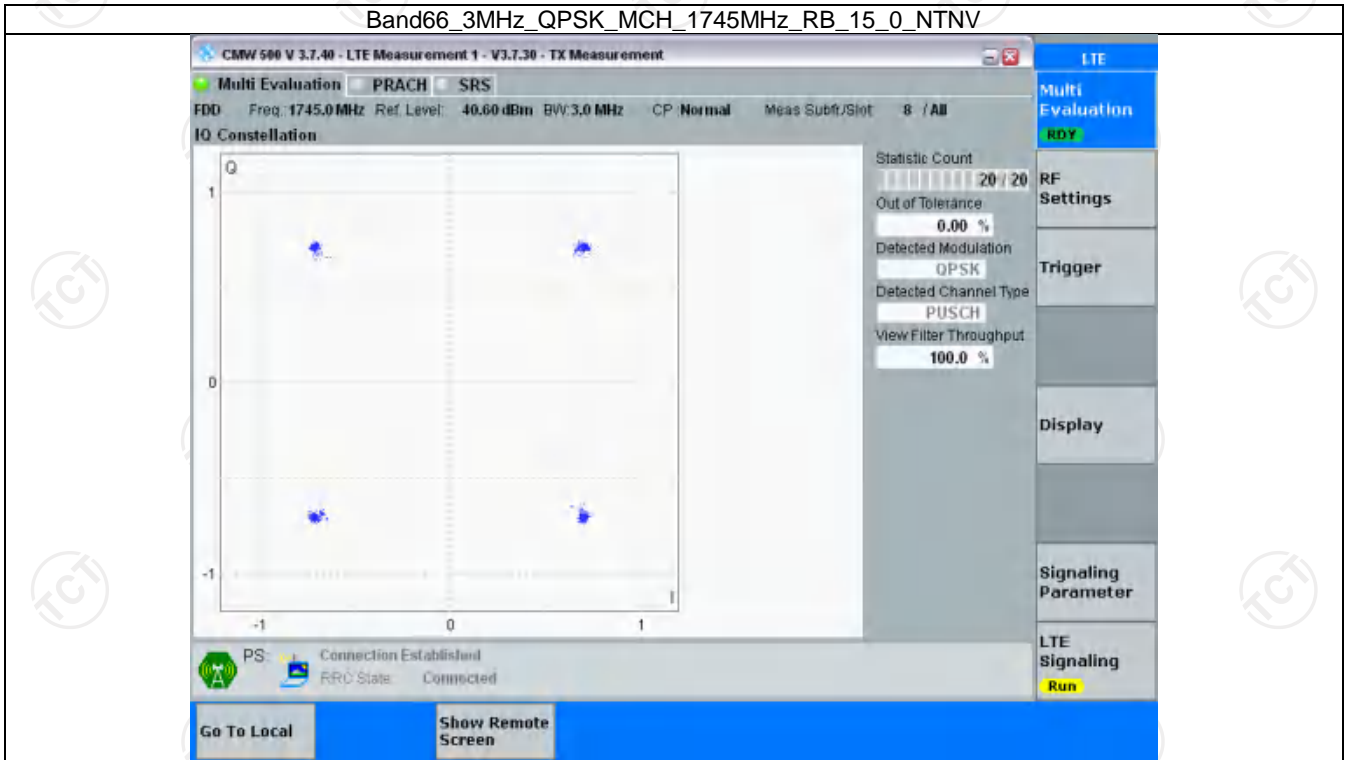 Band66_3MHz_QPSK_MCH_1745MHz_RB_15_0_NTNV
CMW 500 V 3.7.40 - LTE Measurement 1 - V3.7.30 - TX Measurement
LTE
Multi Evaluation PRACH SRS
Multi
Evaluation
RDY
FDD Freq.: 1745.0 MHz Ref. Level: 40.60 dBm BW: 3.0 MHz CP: Normal Meas Subfr./Slot: 8 / All
IQ Constellation
Q
1
0
-1
I
-1 0 1
Statistic Count
20 / 20
Out of Tolerance
0.00 %
Detected Modulation
QPSK
Detected Channel Type
PUSCH
View Filter Throughput
100.0 %
RF
Settings
Trigger
Display
Signaling
Parameter
LTE
Signaling
Run
PS: Connection Established
RRC State: Connected
Go To Local
Show Remote
Screen
TCT
TCT
TCT
TCT